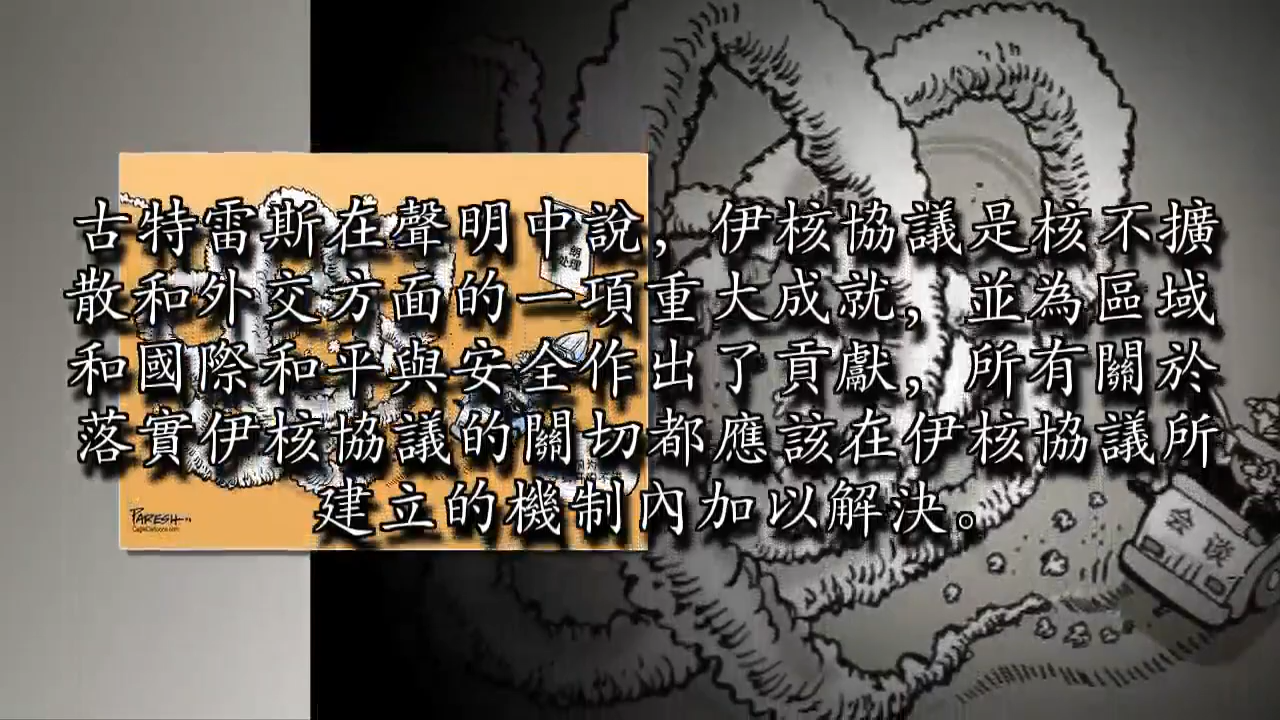 古特雷斯在聲明中說，伊核協議是核不擴
散和外交方面的一項重大成就，並為區域
和國際和平與安全作出了貢獻，所有關於
落實伊核協議的關切都應該在伊核協議所
建立的機制內加以解決。
处理
会谈
PARESH
CagleCartoons.com